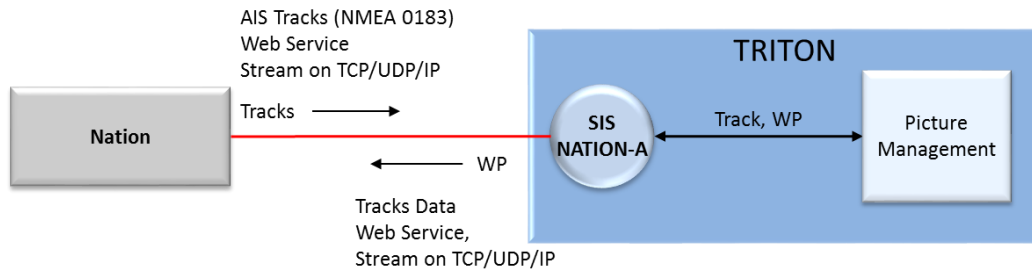 AIS Tracks (NMEA 0183)
Web Service
Stream on TCP/UDP/IP
Tracks
Nation
WP
Tracks Data
Web Service,
Stream on TCP/UDP/IP
TRITON
SIS
NATION-A
Track, WP
Picture
Management